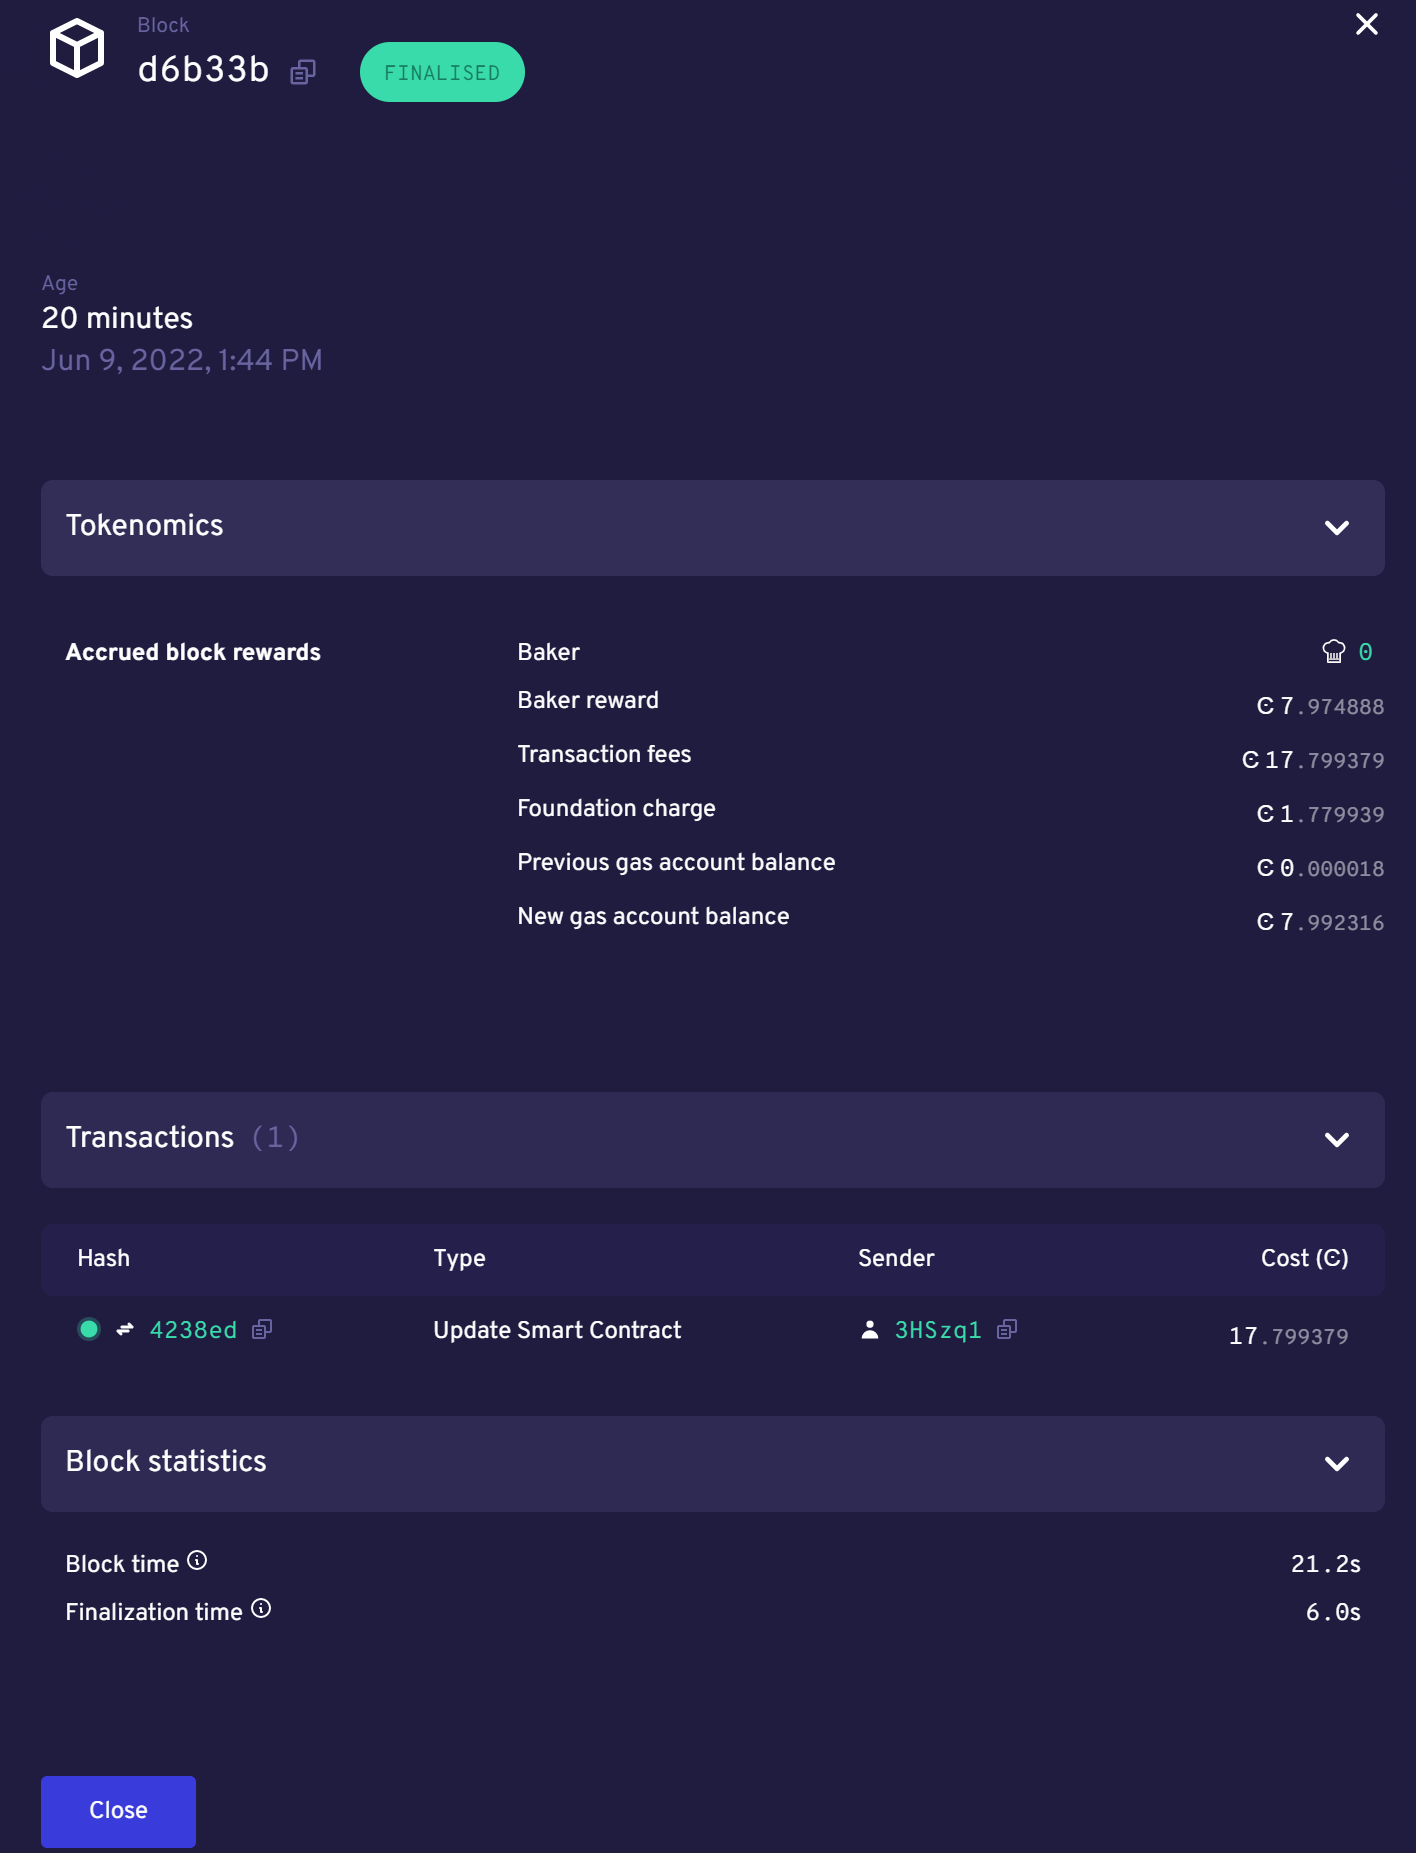 Block
d6b33b FINALISED
Age
20 minutes
Jun 9, 2022, 1:44 PM
Tokenomics
Accrued block rewards Baker 0
Baker reward Ͼ 7.974888
Transaction fees Ͼ 17.799379
Foundation charge Ͼ 1.779939
Previous gas account balance Ͼ 0.000018
New gas account balance Ͼ 7.992316
Transactions (1)
Hash Type Sender Cost (Ͼ)
4238ed Update Smart Contract 3HSzq1 17.799379
Block statistics
Block time 21.2s
Finalization time 6.0s
Close